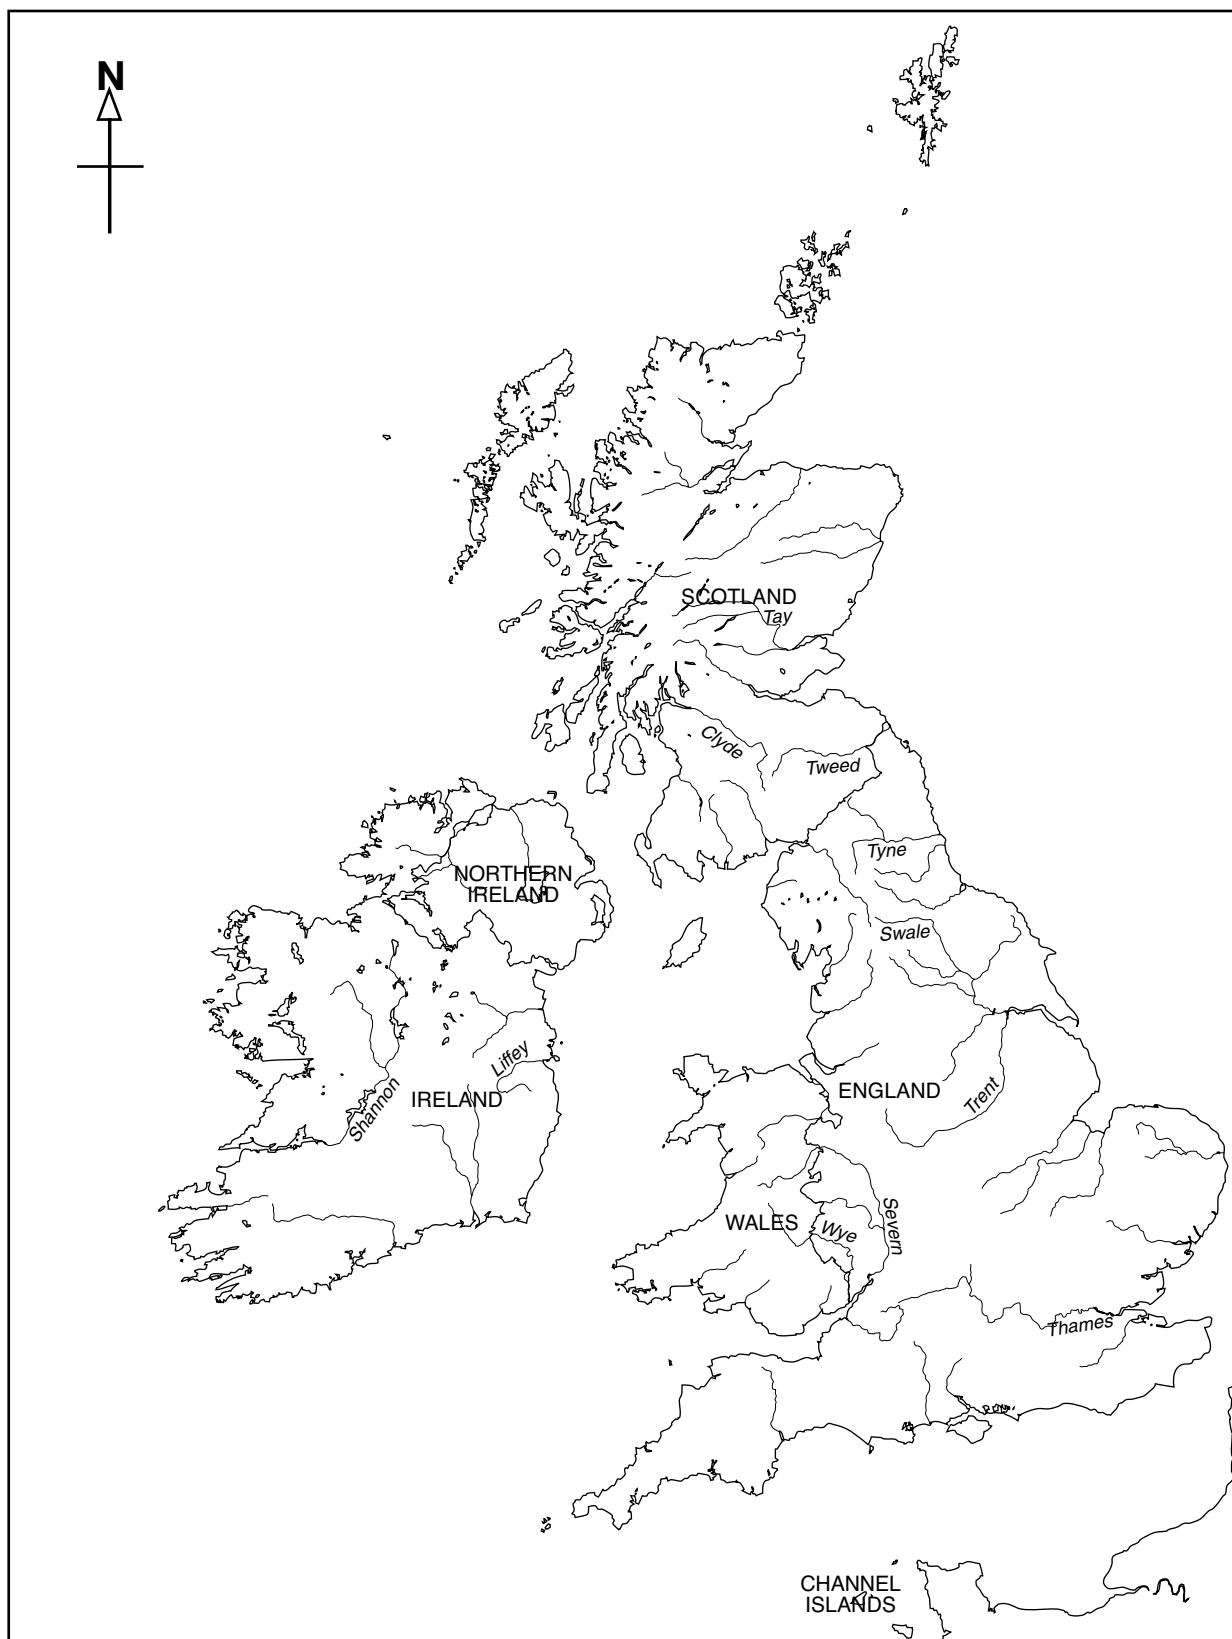 N
SCOTLAND
Tay
Clyde
Tweed
Tyne
NORTHERN
IRELAND
Swale
Liffey
IRELAND
Shannon
ENGLAND
Trent
WALES
Wye
Severn
Thames
CHANNEL
ISLANDS